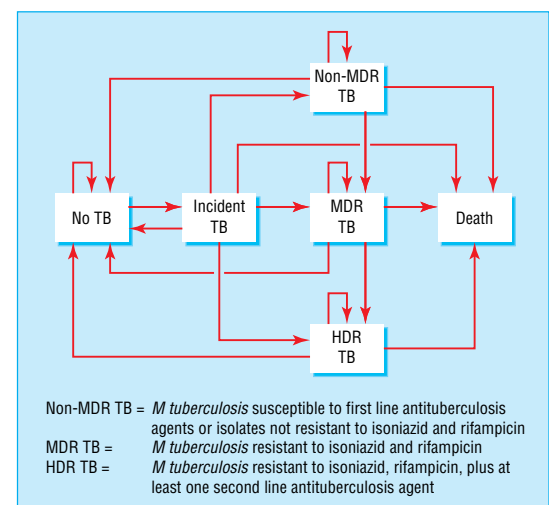 Non-MDR
TB
No TB
Incident
TB
MDR
TB
Death
HDR
TB
Non-MDR TB = M tuberculosis susceptible to first line antituberculosis
agents or isolates not resistant to isoniazid and rifampicin
MDR TB = M tuberculosis resistant to isoniazid and rifampicin
HDR TB = M tuberculosis resistant to isoniazid, rifampicin, plus at
least one second line antituberculosis agent